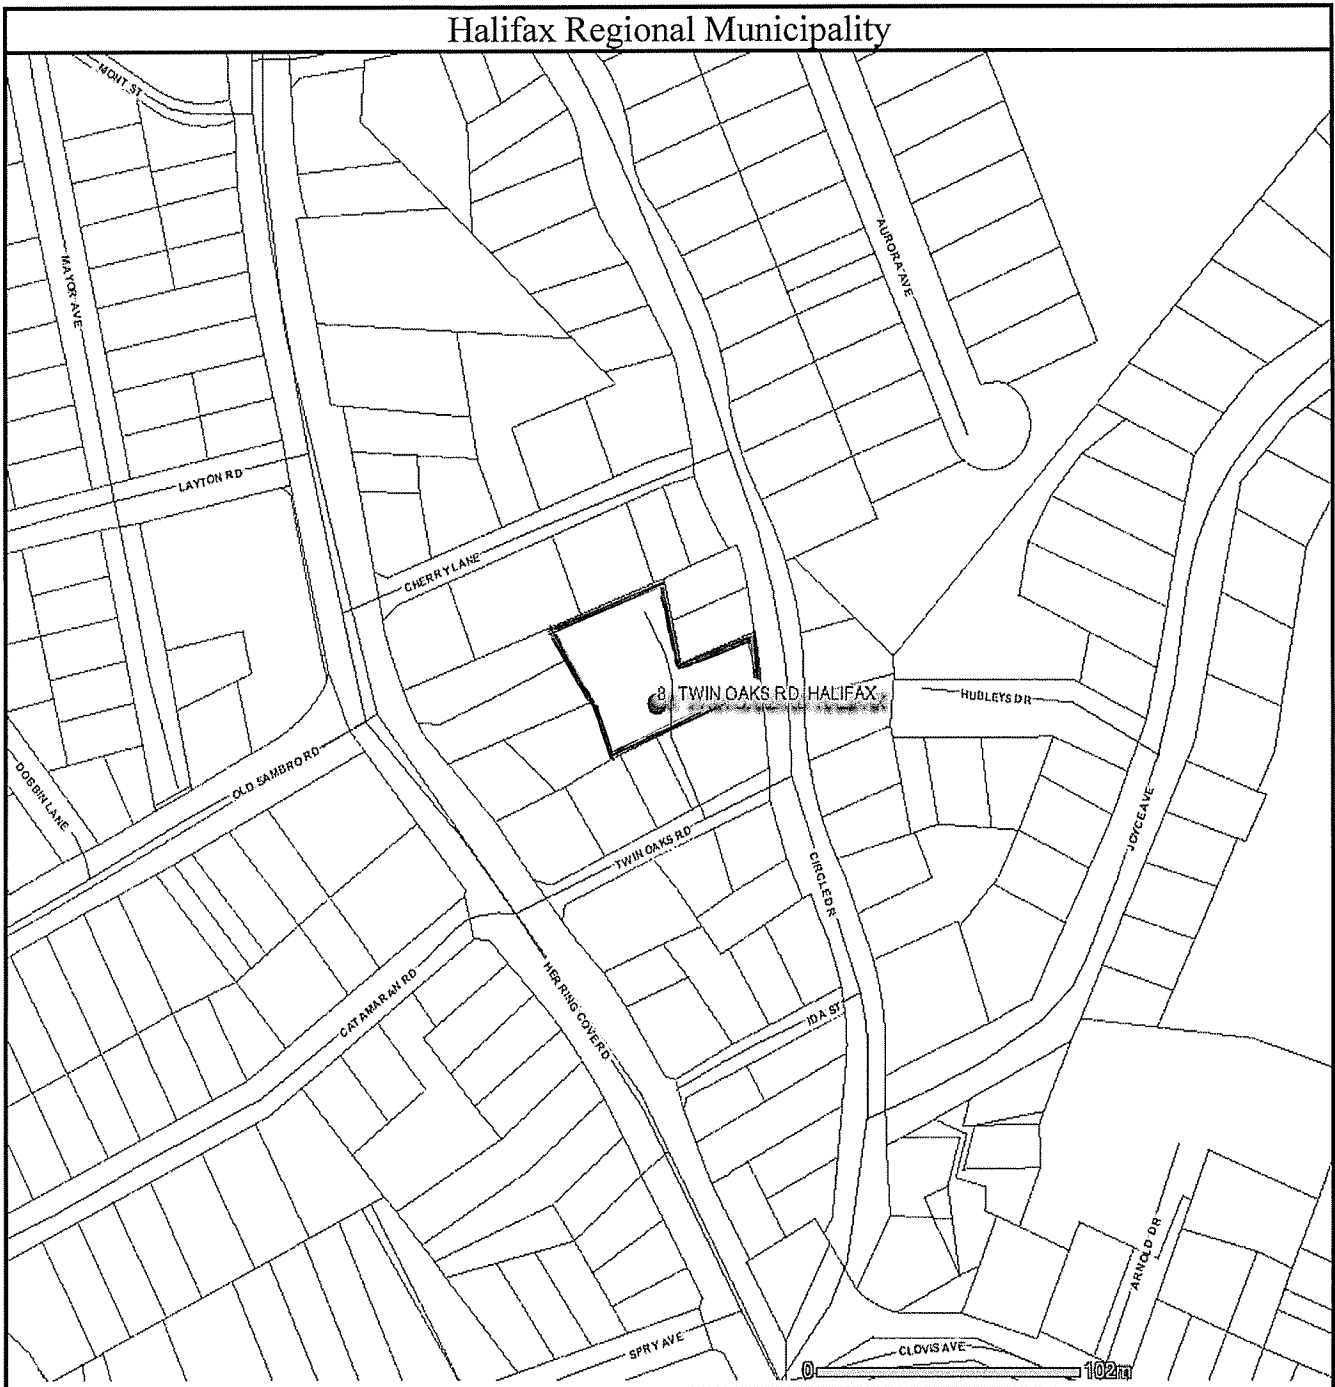 Halifax Regional Municipality
MONT ST
MAYOR AVE
AURORA AVE
LAYTON RD
CHERRY LANE
8 TWIN OAKS RD, HALIFAX
HUBLEYS DR
OLD SAMBRO RD
DOBBIN LANE
TWIN OAKS RD
JOYCE AVE
CIRCLE DR
CATAMARAN RD
HERRING COVE RD
IDA ST
ARNOLD DR
SPRY AVE
CLOVIS AVE
0 102m